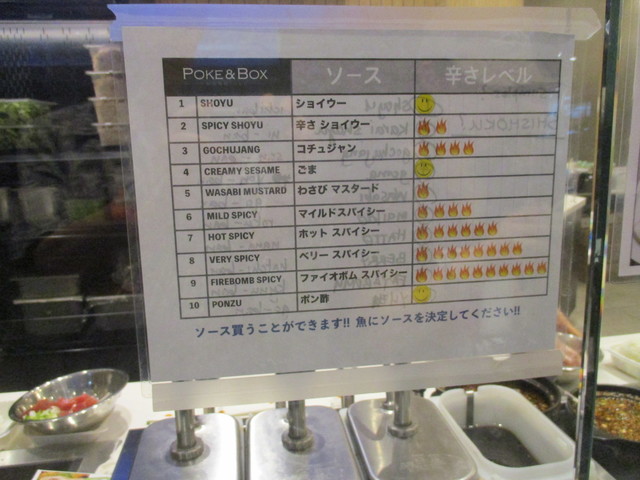 POKE & BOX ソース 辛さレベル
1 SHOYU ショイウー
2 SPICY SHOYU 辛さ ショイウー
3 GOCHUJANG コチュジャン
4 CREAMY SESAME ごま
5 WASABI MUSTARD わさび マスタード
6 MILD SPICY マイルドスパイシー
7 HOT SPICY ホット スパイシー
8 VERY SPICY ベリー スパイシー
9 FIREBOMB SPICY ファイオボム スパイシー
10 PONZU ポン酢
ソース買うことができます!! 魚にソースを決定してください!!